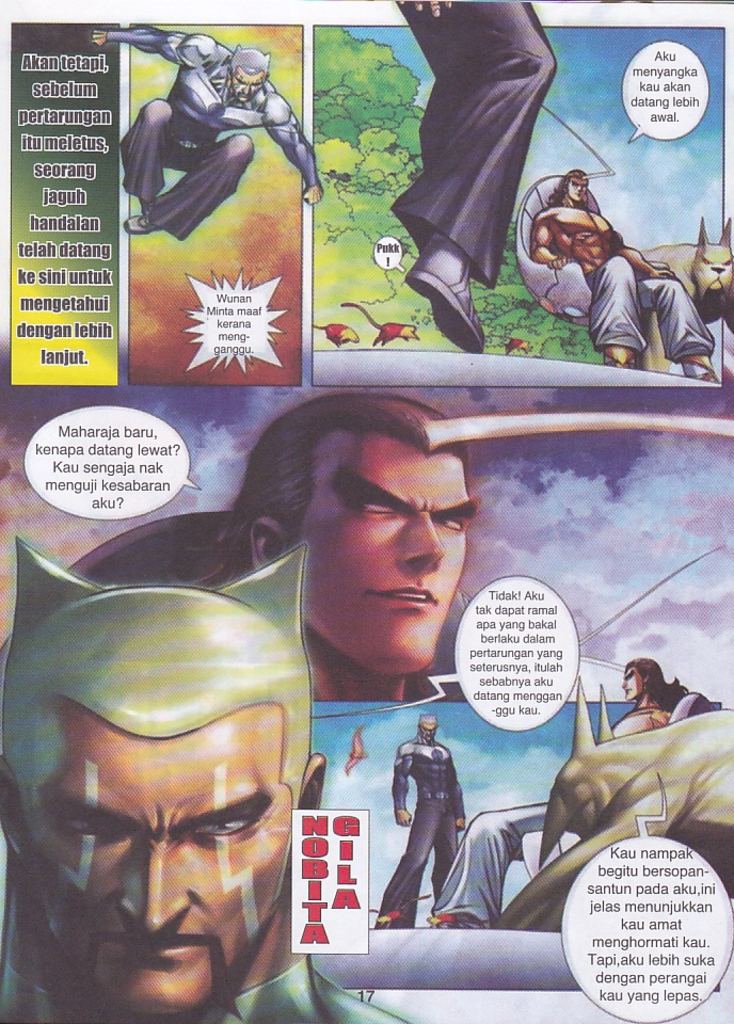 Akan tetapi,
sebelum
pertarungan
itu meletus,
seorang
jaguh
handalan
telah datang
ke sini untuk
mengetahui
dengan lebih
lanjut.
Wunan
Minta maaf
kerana
meng-
ganggu.
Pukk
!
Aku
menyangka
kau akan
datang lebih
awal.
Maharaja baru,
kenapa datang lewat?
Kau sengaja nak
menguji kesabaran
aku?
Tidak! Aku
tak dapat ramal
apa yang bakal
berlaku dalam
pertarungan yang
seterusnya, itulah
sebabnya aku
datang menggan
-ggu kau.
NOBITA
GILA
Kau nampak
begitu bersopan-
santun pada aku,ini
jelas menunjukkan
kau amat
menghormati kau.
Tapi,aku lebih suka
dengan perangai
kau yang lepas.
17